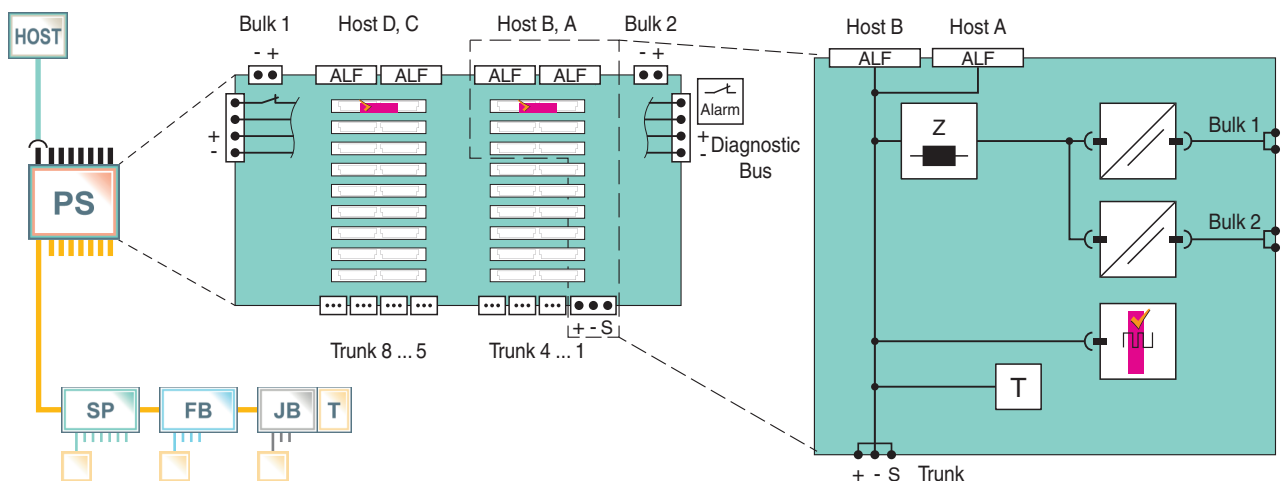 HOST
PS
SP
FB
JB
T
Bulk 1
Host D, C
Host B, A
Bulk 2
- +
ALF
ALF
ALF
ALF
- +
Alarm
+
-
+
-
Diagnostic
Bus
+ - S
Trunk 8 ... 5
Trunk 4 ... 1
Host B
Host A
ALF
ALF
Z
Bulk 1
Bulk 2
T
+ - S Trunk